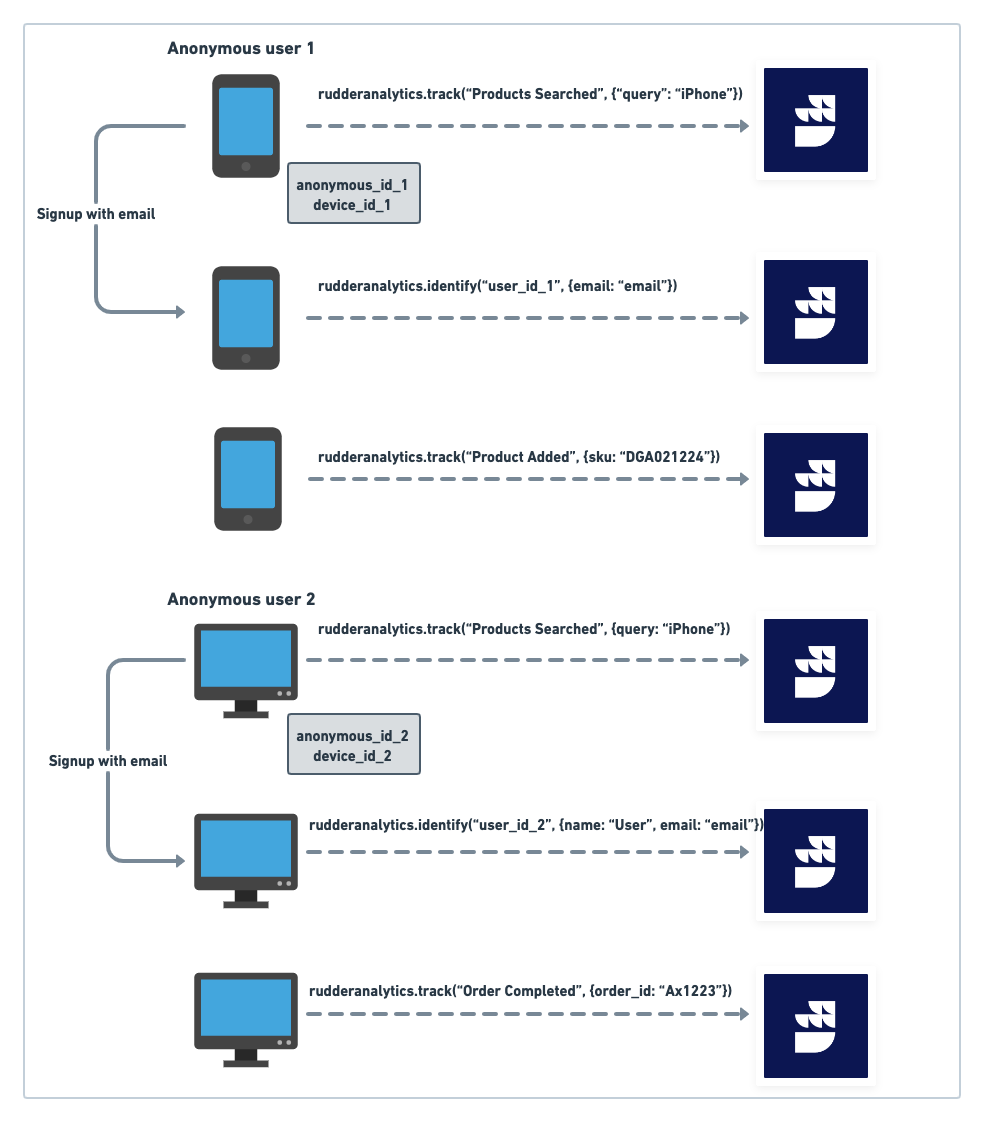 Anonymous user 1
rudderanalytics.track(“Products Searched”, {“query”: “iPhone”})
anonymous_id_1
device_id_1
Signup with email
rudderanalytics.identify(“user_id_1”, {email: “email”})
rudderanalytics.track(“Product Added”, {sku: “DGA021224”})
Anonymous user 2
rudderanalytics.track(“Products Searched”, {query: “iPhone”})
anonymous_id_2
device_id_2
Signup with email
rudderanalytics.identify(“user_id_2”, {name: “User”, email: “email”})
rudderanalytics.track(“Order Completed”, {order_id: “Ax1223”})